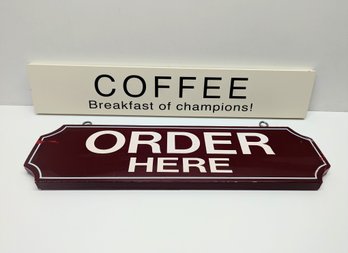 COFFEE
Breakfast of champions!
ORDER
HERE